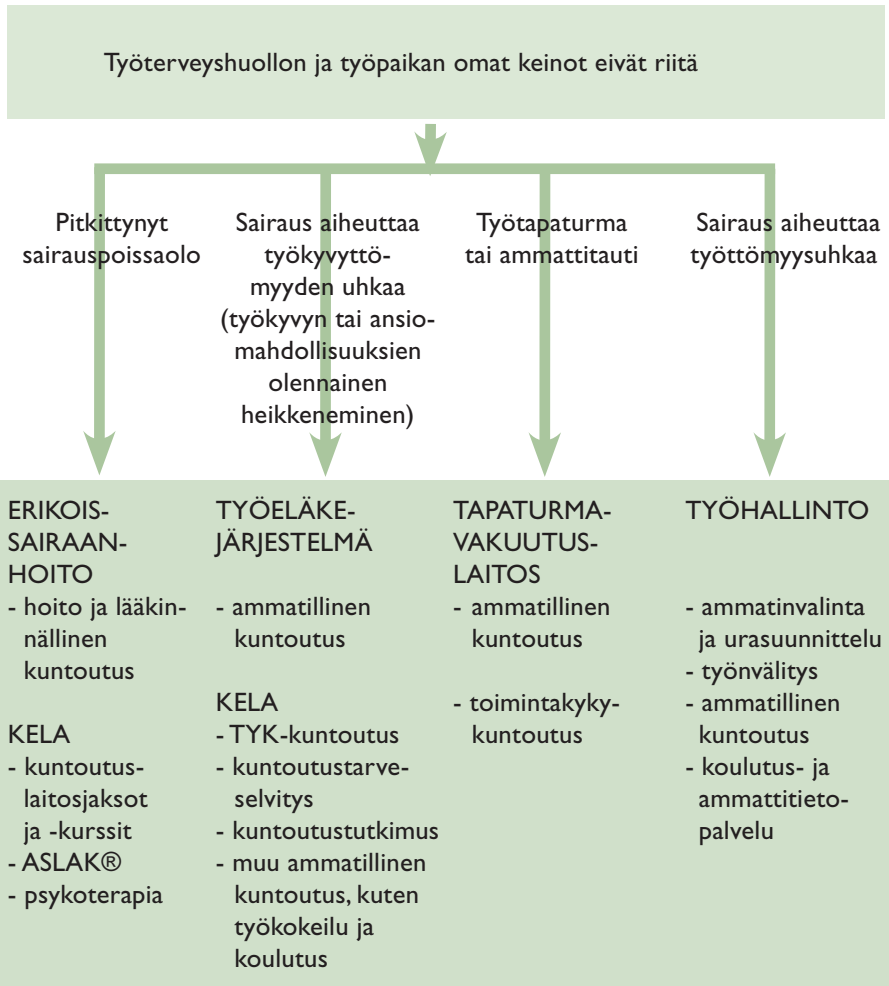 Työterveyshuollon ja työpaikan omat keinot eivät riitä
Pitkittynyt
sairauspoissaolo
Sairaus aiheuttaa
työkyvyttö-
myyden uhkaa
(työkyvyn tai ansio-
mahdollisuuksien
olennainen
heikkeneminen)
Työtapaturma
tai ammattitauti
Sairaus aiheuttaa
työttömyysuhkaa
ERIKOIS-
SAIRAAN-
HOITO
- hoito ja lääkin-
nällinen
kuntoutus
KELA
- kuntoutus-
laitosjaksot
ja -kurssit
- ASLAK®
- psykoterapia
TYÖELÄKE-
JÄRJESTELMÄ
- ammatillinen
kuntoutus
KELA
- TYK-kuntoutus
- kuntoutustarve-
selvitys
- kuntoutustutkimus
- muu ammatillinen
kuntoutus, kuten
työkokeilu ja
koulutus
TAPATURMA-
VAKUUTUS-
LAITOS
- ammatillinen
kuntoutus
- toimintakyky-
kuntoutus
TYÖHALLINTO
- ammatinvalinta
ja urasuunnittelu
- työnvälitys
- ammatillinen
kuntoutus
- koulutus- ja
ammattitieto-
palvelu